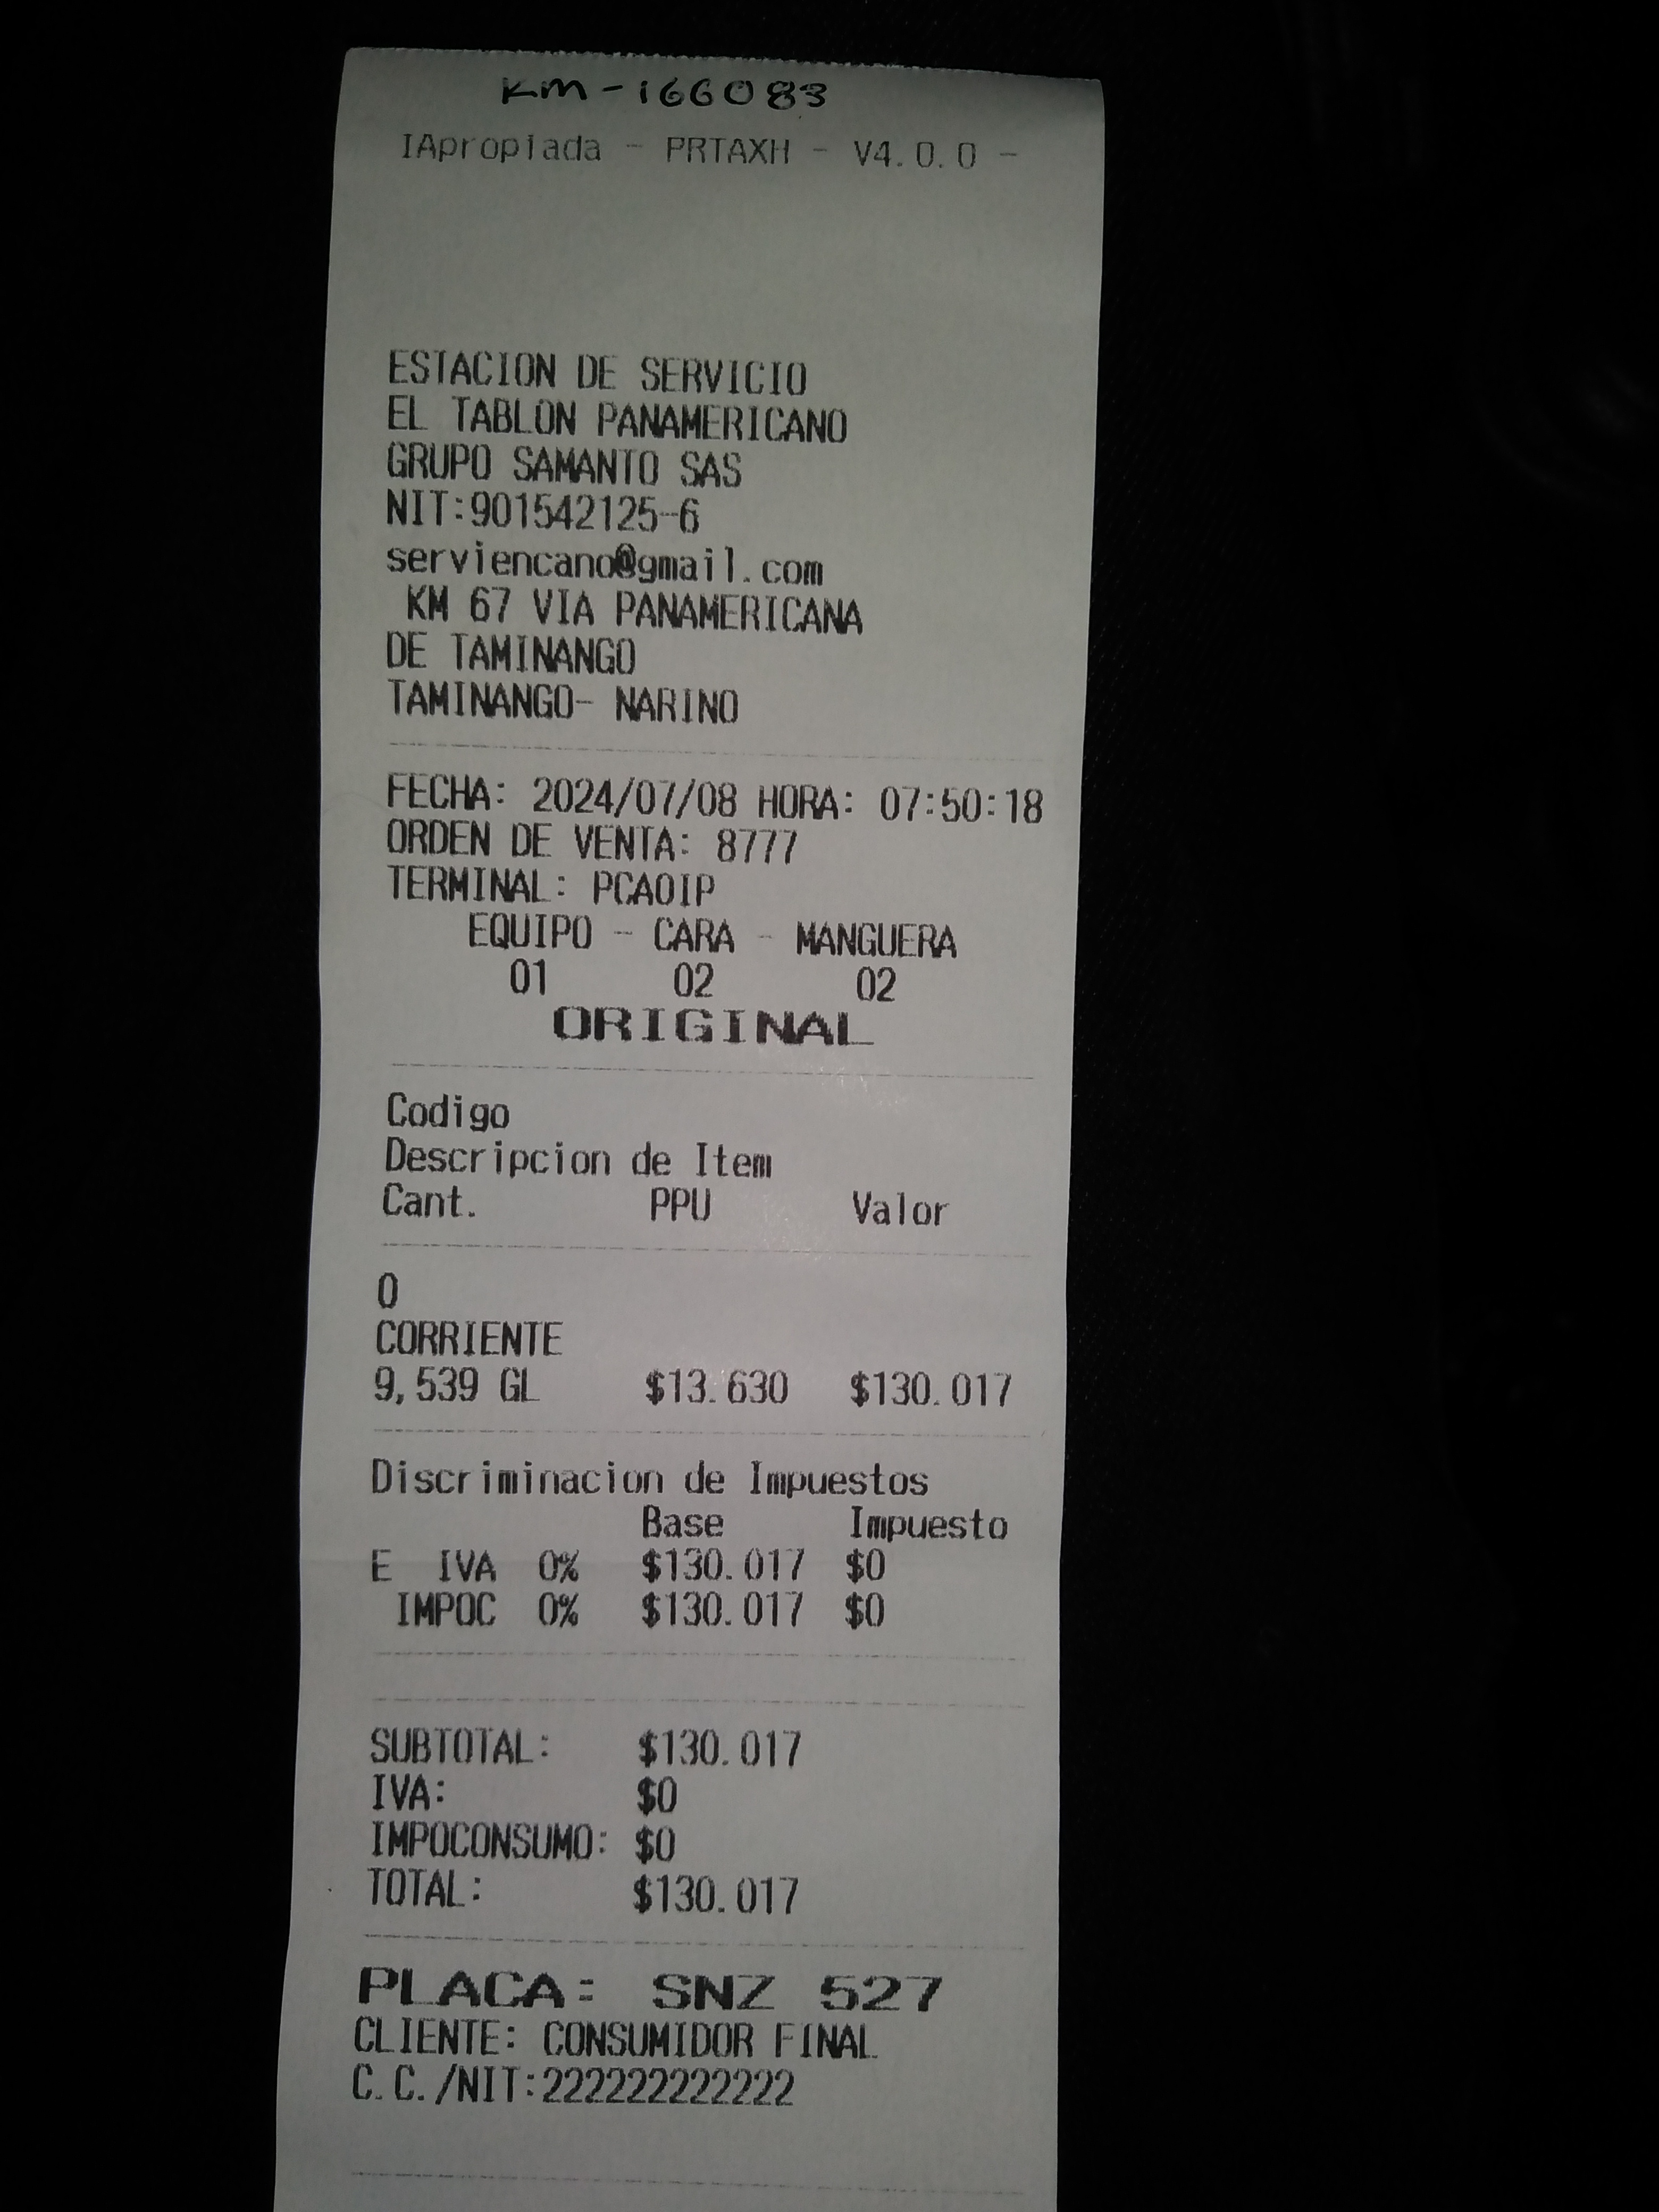 KM-166083
IApropiada - PRTAXH - V4.0.0 -
ESTACION DE SERVICIO
EL TABLON PANAMERICANO
GRUPO SAMANTO SAS
NIT:901542125-6
serviencano@gmail.com
KM 67 VIA PANAMERICANA
DE TAMINANGO
TAMINANGO- NARINO
FECHA: 2024/07/08 HORA: 07:50:18
ORDEN DE VENTA: 8777
TERMINAL: PCAOIP
EQUIPO - CARA - MANGUERA
01 02 02
ORIGINAL
Codigo
Descripcion de Item
Cant. PPU Valor
0
CORRIENTE
9,539 GL $13.630 $130.017
Discriminacion de Impuestos
Base Impuesto
E IVA 0% $130.017 $0
IMPOC 0% $130.017 $0
SUBTOTAL: $130.017
IVA: $0
IMPOCONSUMO: $0
TOTAL: $130.017
PLACA: SNZ 527
CLIENTE: CONSUMIDOR FINAL
C.C./NIT:222222222222